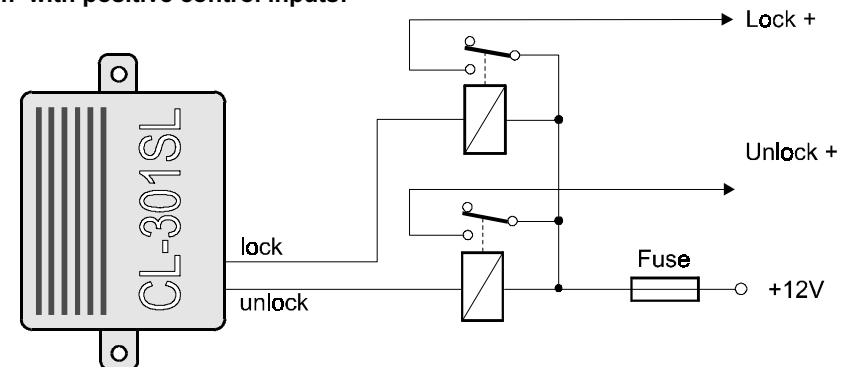 with positive control inputs:
Lock +
Unlock +
CL-301SL
lock
unlock
Fuse
+12V